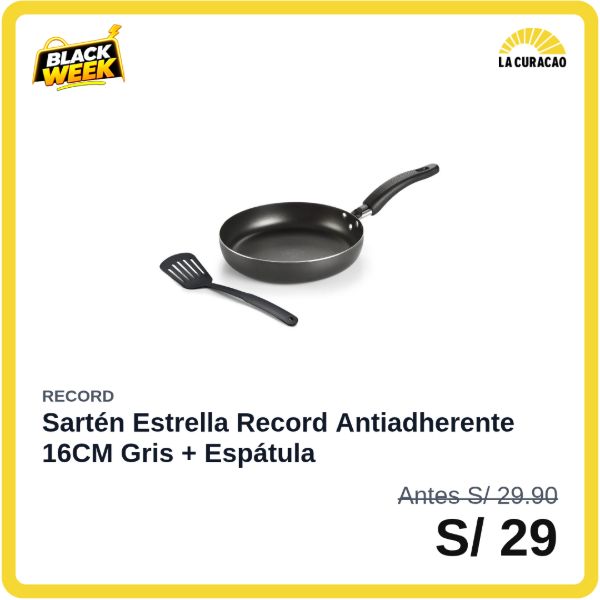 BLACK
WEEK
LA CURACAO
RECORD
Sartén Estrella Record Antiadherente
16CM Gris + Espátula
Antes S/ 29.90
S/ 29